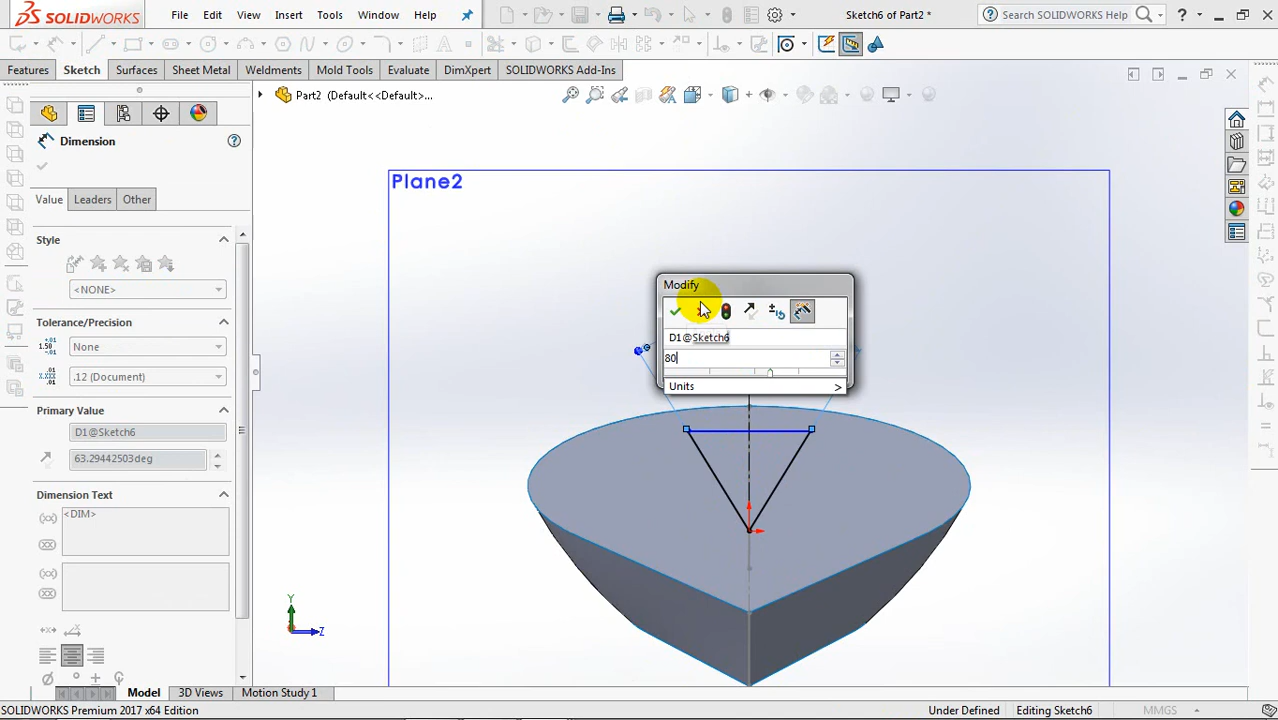 SOLIDWORKS File Edit View Insert Tools Window Help Sketch6 of Part2 * Search SOLIDWORKS Help
Features Sketch Surfaces Sheet Metal Weldments Mold Tools Evaluate DimXpert SOLIDWORKS Add-Ins
Part2 (Default<<Default>...
Dimension
Value Leaders Other
Style
<NONE>
Tolerance/Precision
None
.12 (Document)
Primary Value
D1@Sketch6
63.29442503deg
Dimension Text
<DIM>
Plane2
Modify
D1@Sketch6
80
Units
Y
Z
Model 3D Views Motion Study 1
SOLIDWORKS Premium 2017 x64 Edition Under Defined Editing Sketch6 MMGS